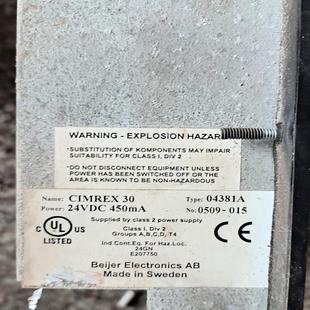 WARNING - EXPLOSION HAZARD
•SUBSTITUTION OF KOMPONENTS MAY IMPAIR
SUITABILITY FOR CLASS I, DIV 2
•DO NOT DISCONNECT EQUIPMENT UNLESS
POWER HAS BEEN SWITCHED OFF OR THE
AREA IS KNOWN TO BE NON-HAZARDOUS
Name: CIMREX 30 Type: 04381A
Power: 24VDC 450mA No: 0509-015
Supplied by class 2 power supply
C UL US
LISTED
Class I, Div 2
Groups A,B,C,D, T4
Ind.Cont.Eq. For Haz.Loc.
24GN
E207750
CE
Beijer Electronics AB
Made in Sweden